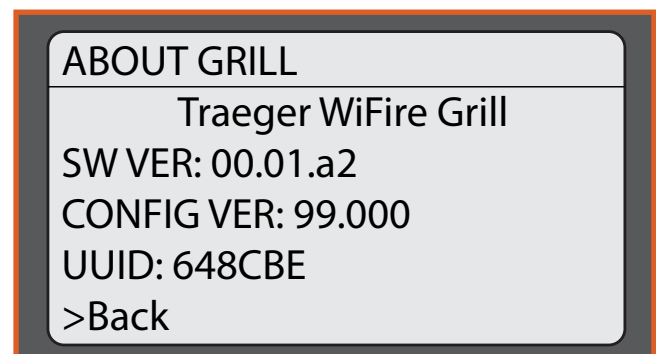 ABOUT GRILL
Traeger WiFire Grill
SW VER: 00.01.a2
CONFIG VER: 99.000
UUID: 648CBE
>Back